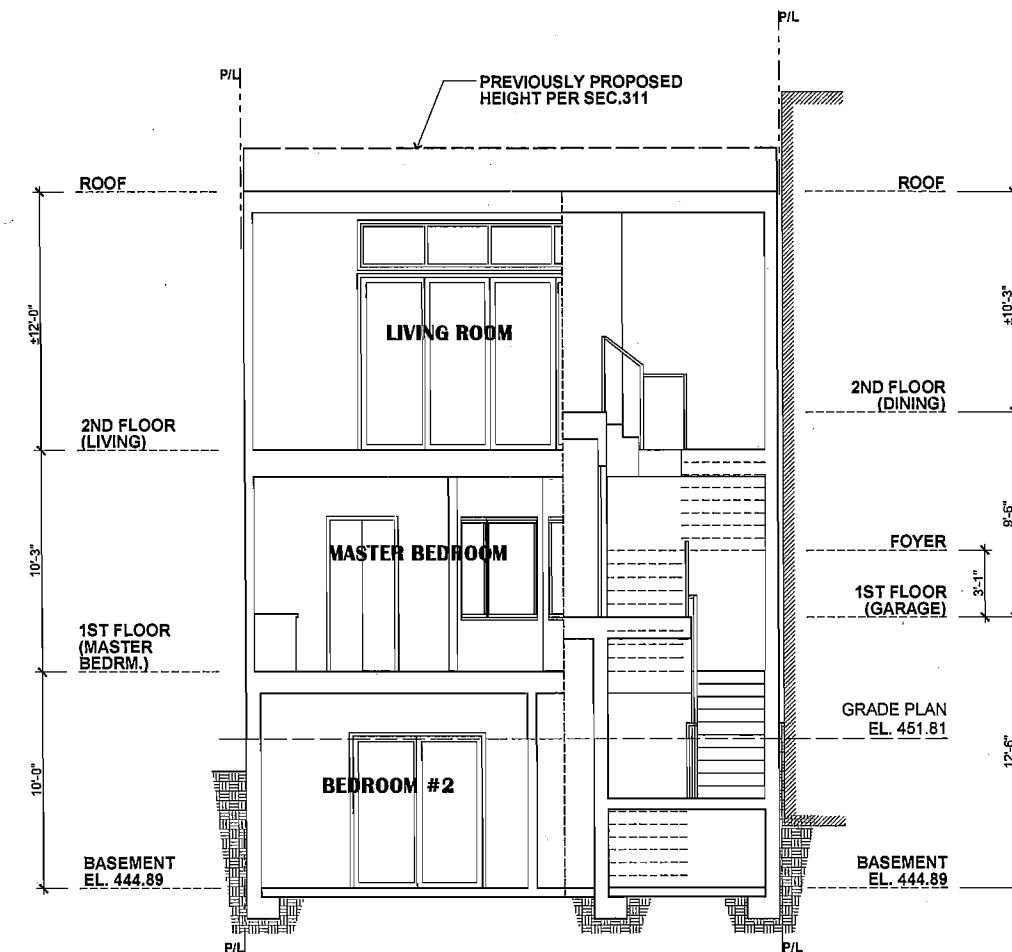 P/L
P/L
PREVIOUSLY PROPOSED
HEIGHT PER SEC.311
ROOF
ROOF
±12'-0"
±10'-3"
LIVING ROOM
2ND FLOOR
(DINING)
2ND FLOOR
(LIVING)
9'-6"
10'-3"
MASTER BEDROOM
FOYER
3'-1"
1ST FLOOR
(GARAGE)
1ST FLOOR
(MASTER
BEDRM.)
GRADE PLAN
EL. 451.81
12'-6"
10'-0"
BEDROOM #2
BASEMENT
EL. 444.89
BASEMENT
EL. 444.89
P/L
P/L